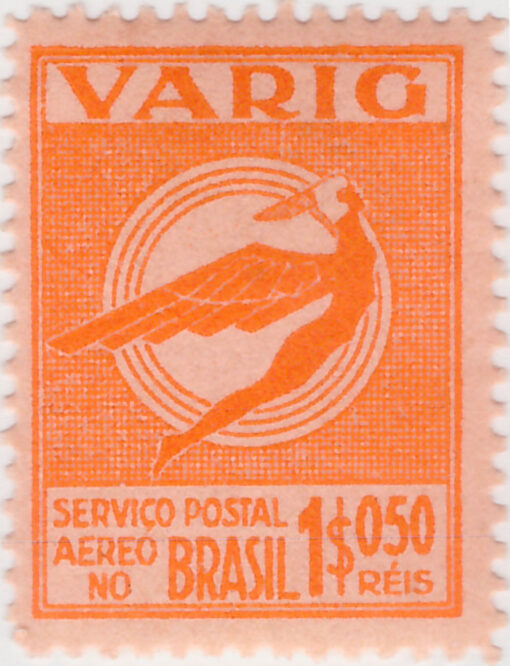 VARIG
SERVIÇO POSTAL
AEREO
NO BRASIL
1$050
RÉIS